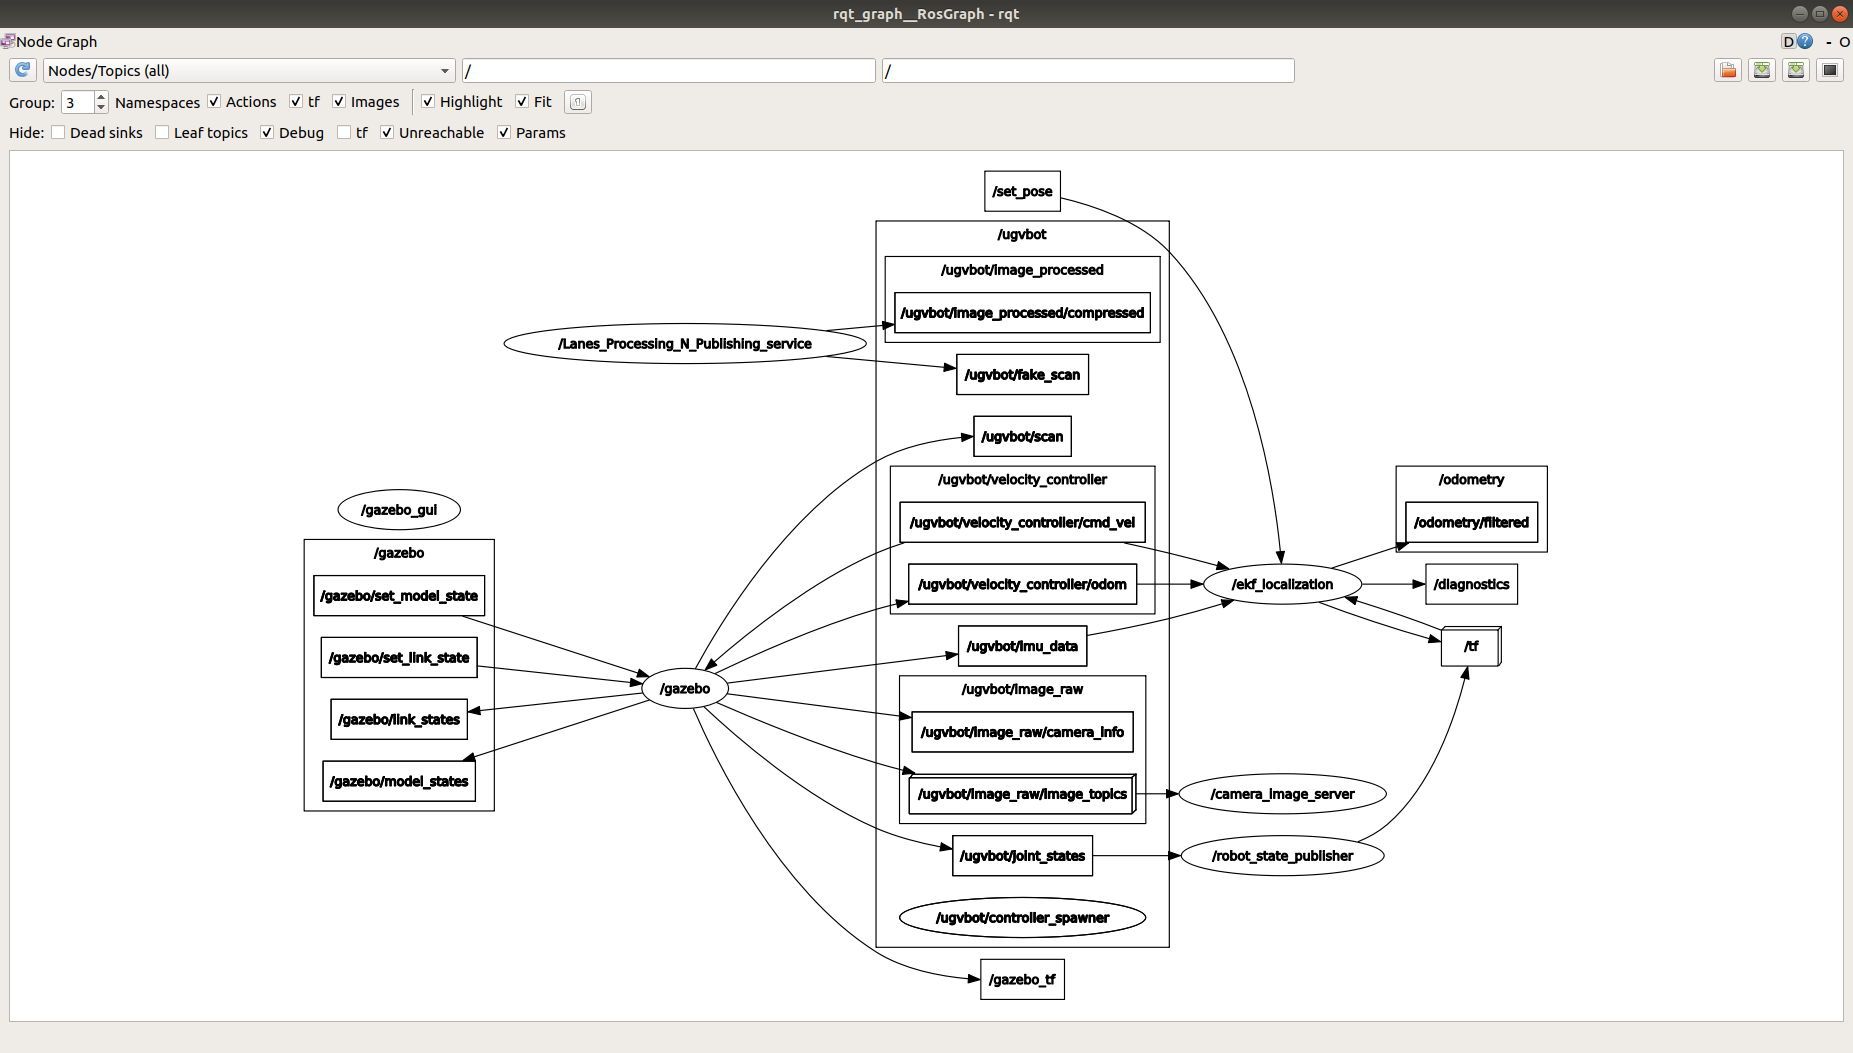 rqt_graph__RosGraph - rqt
Node Graph
D ? - O
Nodes/Topics (all) / /
Group: 3 Namespaces Actions tf Images Highlight Fit
Hide: Dead sinks Leaf topics Debug tf Unreachable Params
/set_pose
/ugvbot
/ugvbot/image_processed
/ugvbot/image_processed/compressed
/Lanes_Processing_N_Publishing_service
/ugvbot/fake_scan
/ugvbot/scan
/ugvbot/velocity_controller
/odometry
/gazebo_gui
/ugvbot/velocity_controller/cmd_vel
/odometry/filtered
/gazebo
/ugvbot/velocity_controller/odom
/ekf_localization
/diagnostics
/gazebo/set_model_state
/ugvbot/imu_data
/tf
/gazebo/set_link_state
/gazebo
/ugvbot/image_raw
/gazebo/link_states
/ugvbot/image_raw/camera_info
/gazebo/model_states
/ugvbot/image_raw/image_topics
/camera_image_server
/ugvbot/joint_states
/robot_state_publisher
/ugvbot/controller_spawner
/gazebo_tf